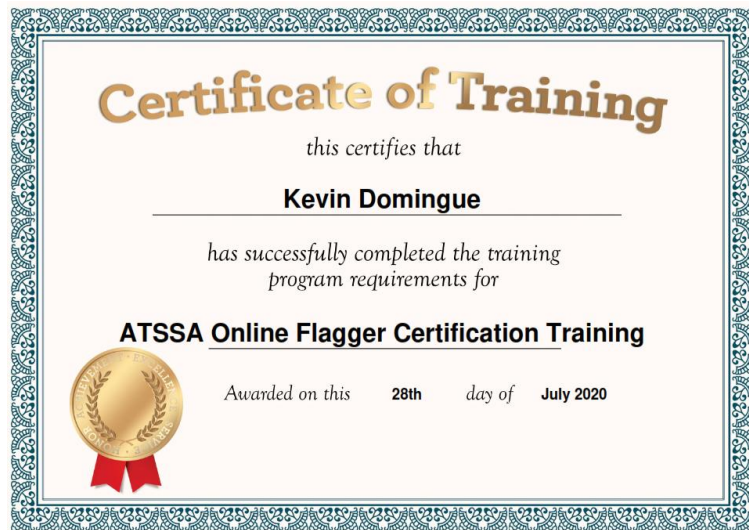 Certificate of Training
this certifies that
Kevin Domingue
has successfully completed the training
program requirements for
ATSSA Online Flagger Certification Training
Awarded on this 28th day of July 2020